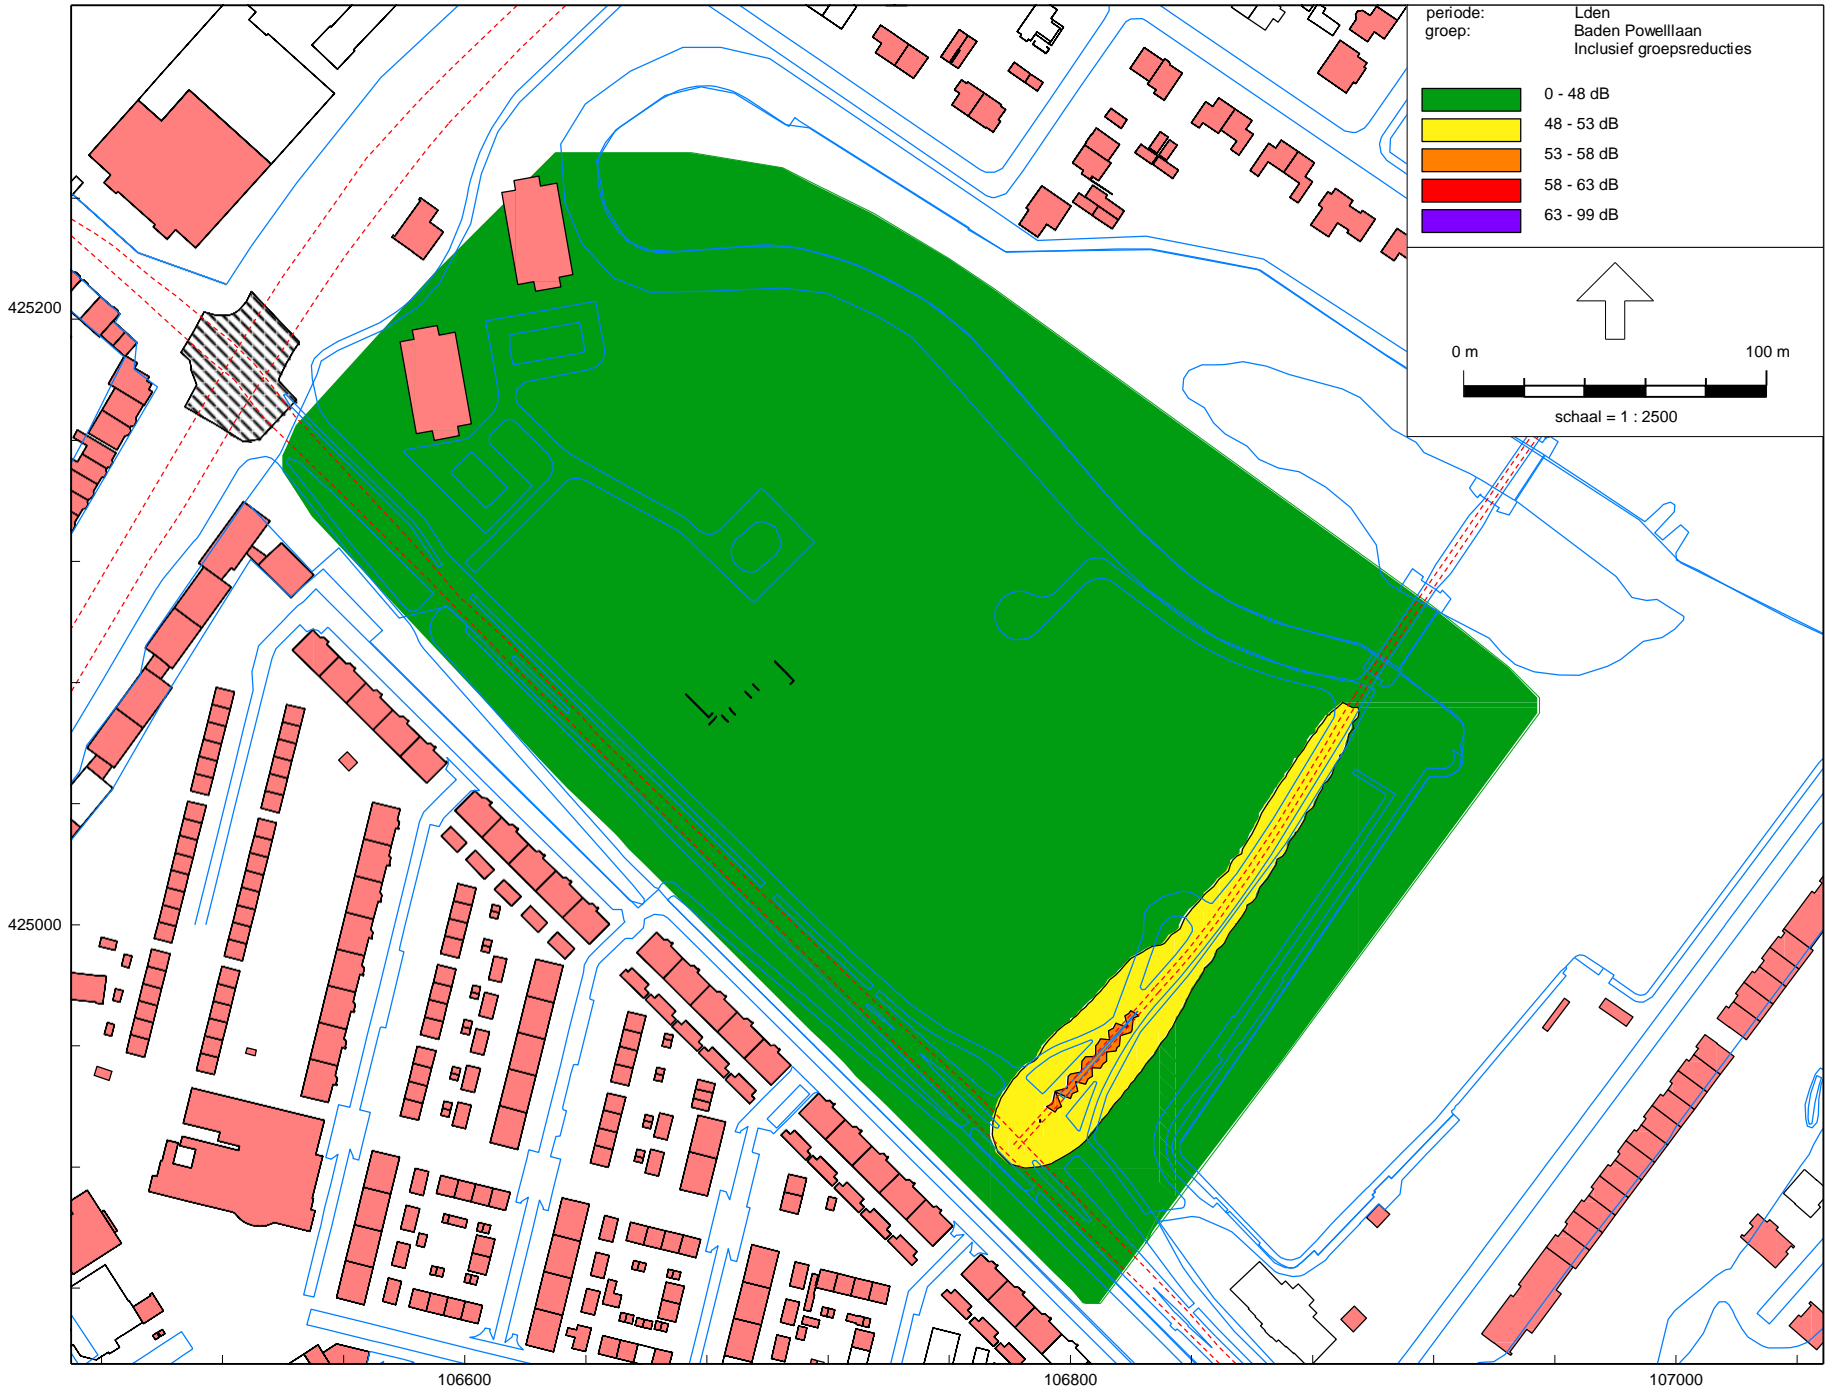 periode: Lden
groep: Baden Powelllaan
Inclusief groepsreducties
0 - 48 dB
48 - 53 dB
53 - 58 dB
58 - 63 dB
63 - 99 dB
425200
0 m 100 m
schaal = 1 : 2500
425000
106600 106800 107000